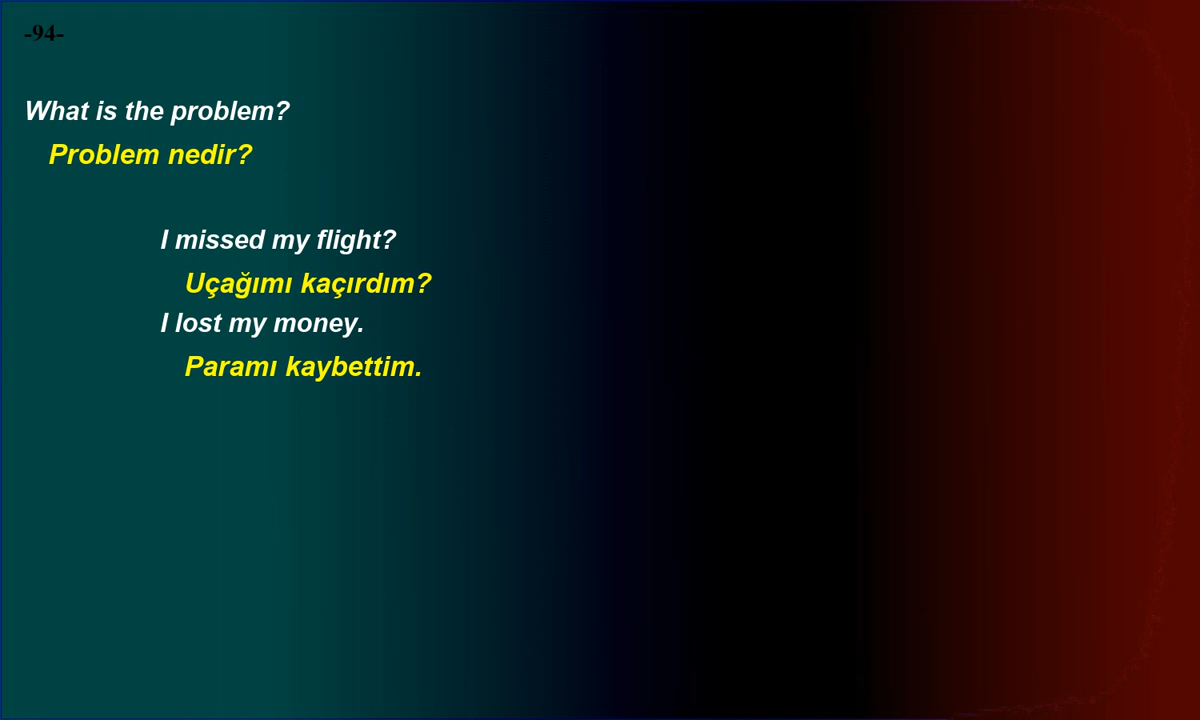 -94-
What is the problem?
Problem nedir?
I missed my flight?
Uçağımı kaçırdım?
I lost my money.
Paramı kaybettim.